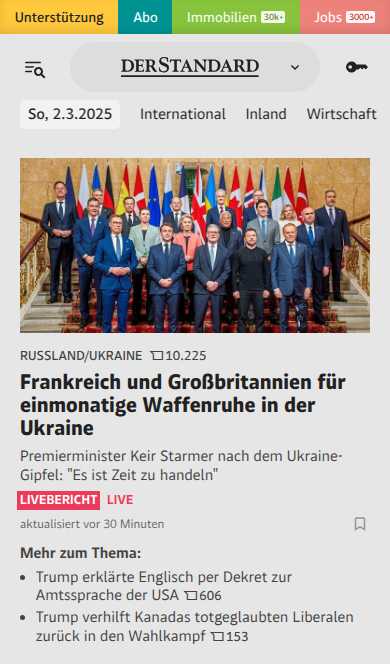 Unterstützung Abo Immobilien 30k+ Jobs 3000+
DERSTANDARD
So, 2.3.2025 International Inland Wirtschaft
RUSSLAND/UKRAINE 10.225
Frankreich und Großbritannien für
einmonatige Waffenruhe in der
Ukraine
Premierminister Keir Starmer nach dem Ukraine-
Gipfel: "Es ist Zeit zu handeln"
LIVEBERICHT LIVE
aktualisiert vor 30 Minuten
Mehr zum Thema:
• Trump erklärte Englisch per Dekret zur
Amtssprache der USA 606
• Trump verhilft Kanadas totgeglaubten Liberalen
zurück in den Wahlkampf 153